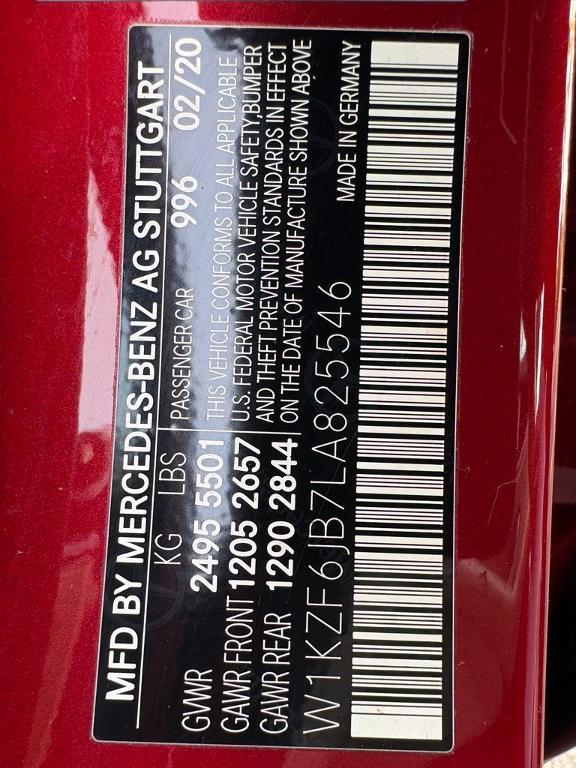 MFD BY MERCEDES-BENZ AG STUTTGART
KG LBS PASSENGER CAR 996 02/20
GVWR 2495 5501 THIS VEHICLE CONFORMS TO ALL APPLICABLE
GAWR FRONT 1205 2657 U.S. FEDERAL MOTOR VEHICLE SAFETY,BUMPER
GAWR REAR 1290 2844 AND THEFT PREVENTION STANDARDS IN EFFECT
ON THE DATE OF MANUFACTURE SHOWN ABOVE
W1KZF6JB7LA825546 MADE IN GERMANY